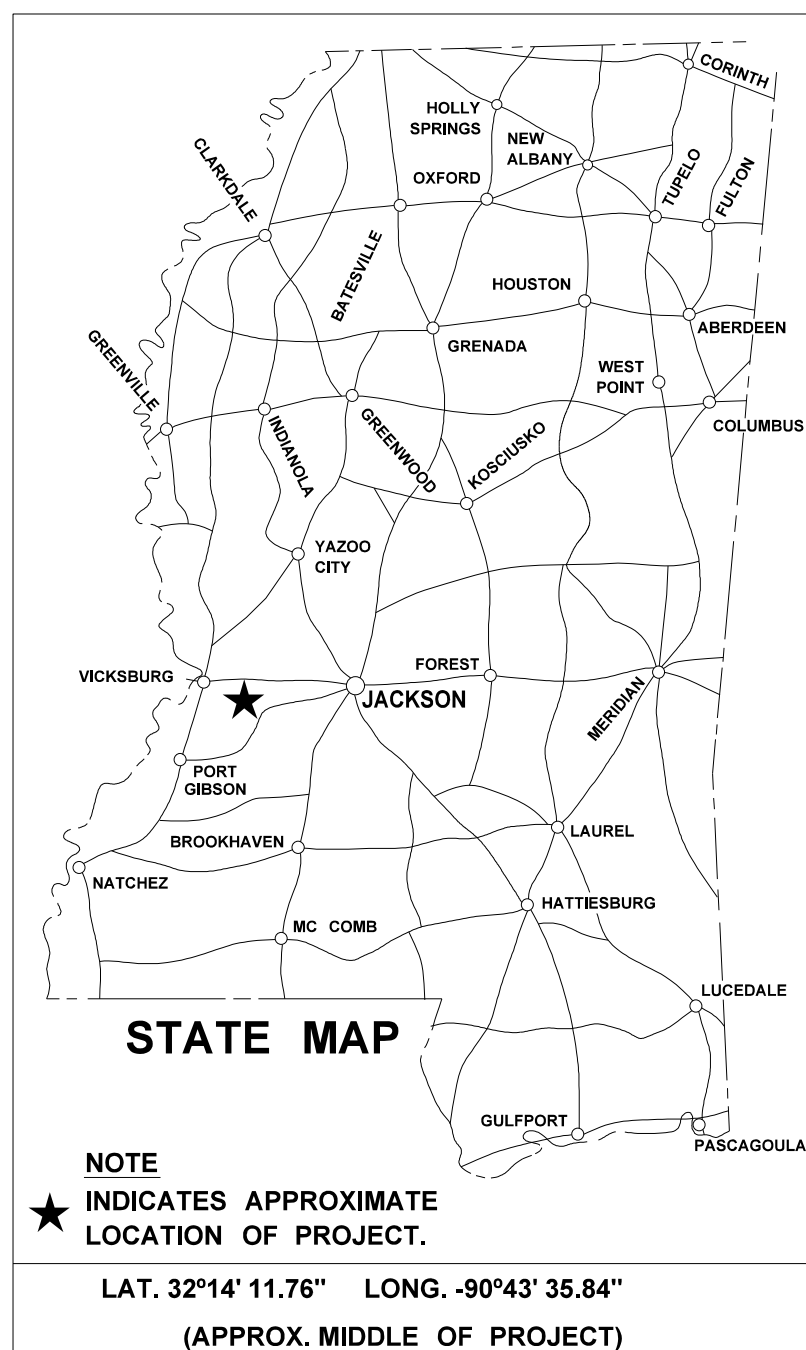 CORINTH
HOLLY
SPRINGS
NEW
ALBANY
CLARKDALE
OXFORD
TUPELO
FULTON
BATESVILLE
HOUSTON
ABERDEEN
GREENVILLE
GRENADA
WEST
POINT
COLUMBUS
INDIANOLA
GREENWOOD
KOSCIUSKO
YAZOO
CITY
VICKSBURG
FOREST
JACKSON
MERIDIAN
PORT
GIBSON
BROOKHAVEN
LAUREL
NATCHEZ
HATTIESBURG
MC COMB
LUCEDALE
STATE MAP
GULFPORT
PASCAGOULA
NOTE
INDICATES APPROXIMATE
LOCATION OF PROJECT.
LAT. 32º14' 11.76" LONG. -90º43' 35.84"
(APPROX. MIDDLE OF PROJECT)